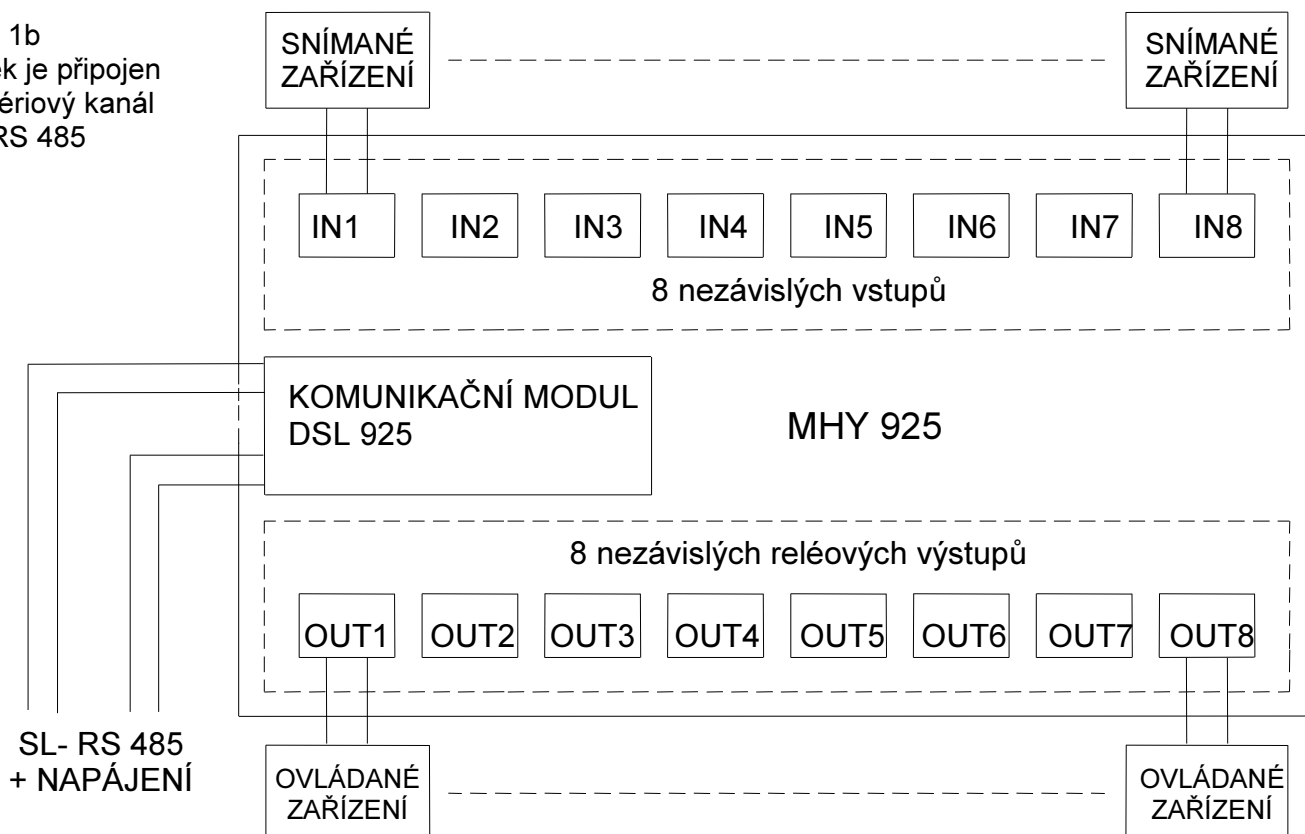 1b
ek je připojen
ériový kanál
RS 485
SNÍMANÉ
ZAŘÍZENÍ
SNÍMANÉ
ZAŘÍZENÍ
IN1 IN2 IN3 IN4 IN5 IN6 IN7 IN8
8 nezávislých vstupů
KOMUNIKAČNÍ MODUL
DSL 925
MHY 925
8 nezávislých reléových výstupů
OUT1 OUT2 OUT3 OUT4 OUT5 OUT6 OUT7 OUT8
SL- RS 485
+ NAPÁJENÍ
OVLÁDANÉ
ZAŘÍZENÍ
OVLÁDANÉ
ZAŘÍZENÍ